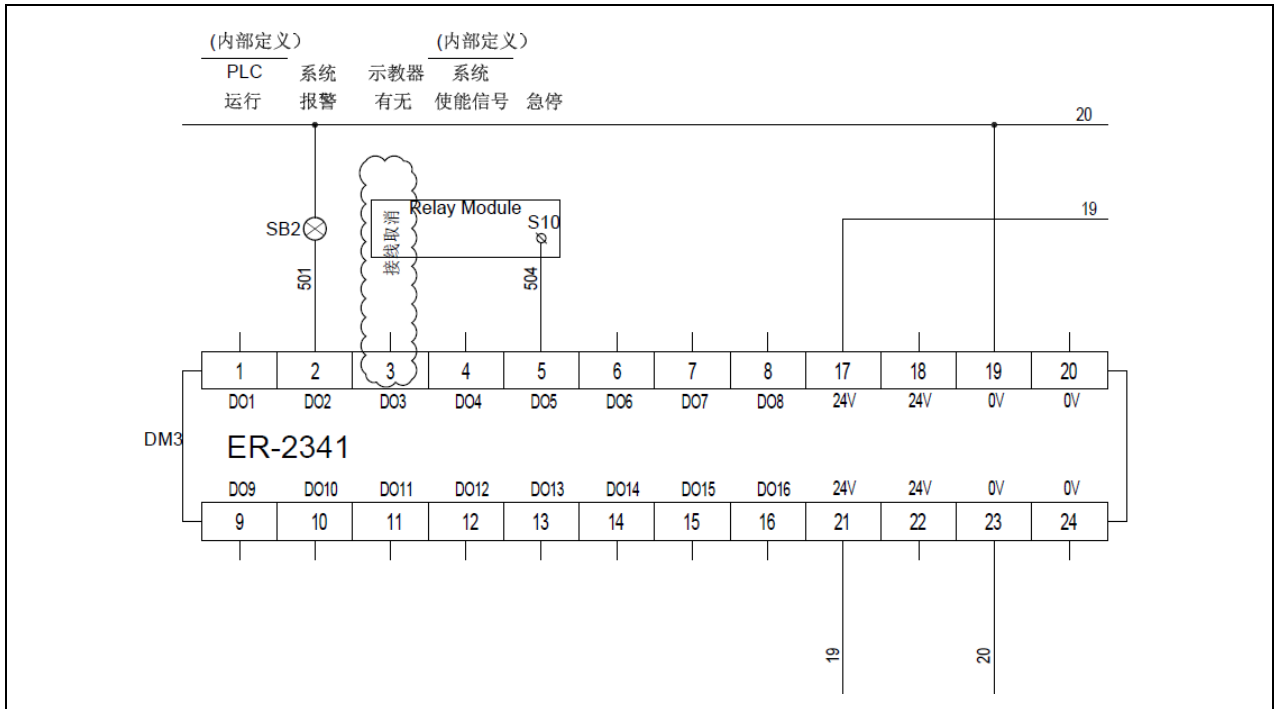 (内部定义） (内部定义）
PLC 系统 示教器 系统
运行 报警 有无 使能信号 急停
20
19
Relay Module
S10
SB2
接线取消
501
504
1 2 3 4 5 6 7 8 17 18 19 20
DO1 DO2 DO3 DO4 DO5 DO6 DO7 DO8 24V 24V 0V 0V
DM3
ER-2341
DO9 DO10 DO11 DO12 DO13 DO14 DO15 DO16 24V 24V 0V 0V
9 10 11 12 13 14 15 16 21 22 23 24
19
20